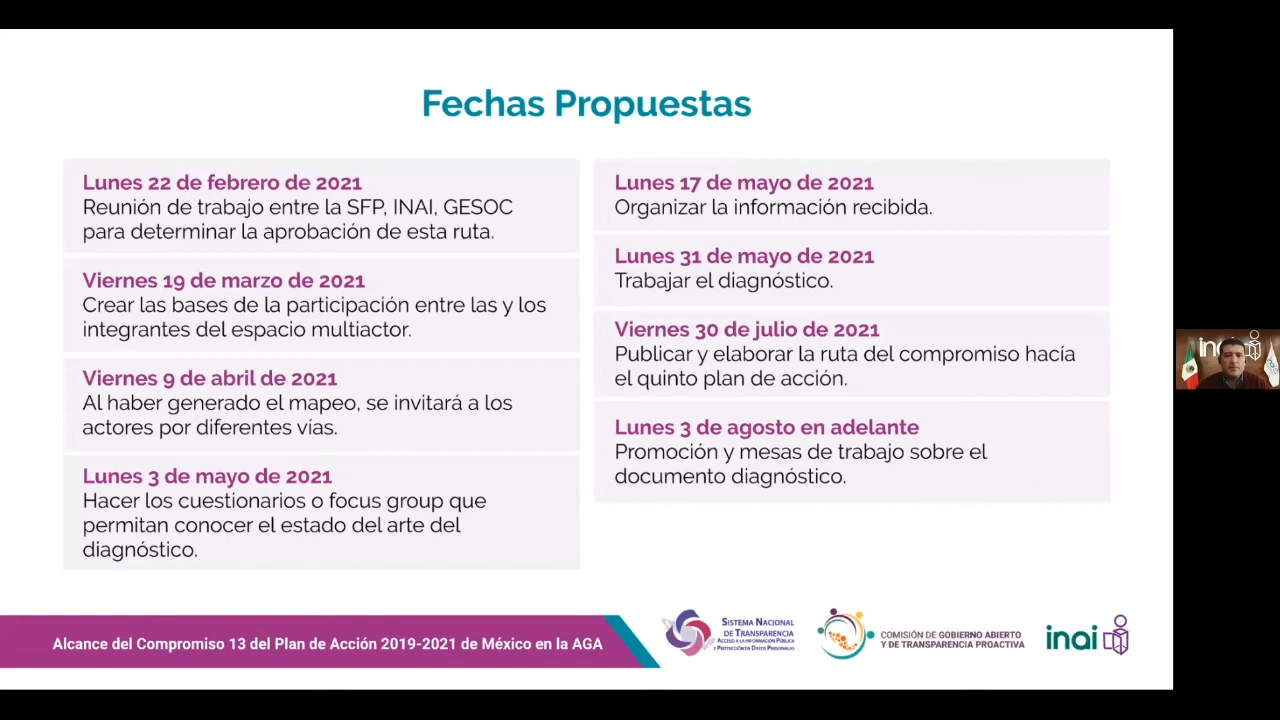 Fechas Propuestas
Lunes 22 de febrero de 2021
Reunión de trabajo entre la SFP, INAI, GESOC
para determinar la aprobación de esta ruta.
Viernes 19 de marzo de 2021
Crear las bases de la participación entre las y los
integrantes del espacio multiactor.
Viernes 9 de abril de 2021
Al haber generado el mapeo, se invitará a los
actores por diferentes vías.
Lunes 3 de mayo de 2021
Hacer los cuestionarios o focus group que
permitan conocer el estado del arte del
diagnóstico.
Lunes 17 de mayo de 2021
Organizar la información recibida.
Lunes 31 de mayo de 2021
Trabajar el diagnóstico.
Viernes 30 de julio de 2021
Publicar y elaborar la ruta del compromiso hacía
el quinto plan de acción.
Lunes 3 de agosto en adelante
Promoción y mesas de trabajo sobre el
documento diagnóstico.
Alcance del Compromiso 13 del Plan de Acción 2019-2021 de México en la AGA
SISTEMA NACIONAL
DE TRANSPARENCIA
ACCESO A LA INFORMACIÓN PÚBLICA
Y PROTECCIÓN DE DATOS PERSONALES
COMISIÓN DE GOBIERNO ABIERTO
Y DE TRANSPARENCIA PROACTIVA
inai